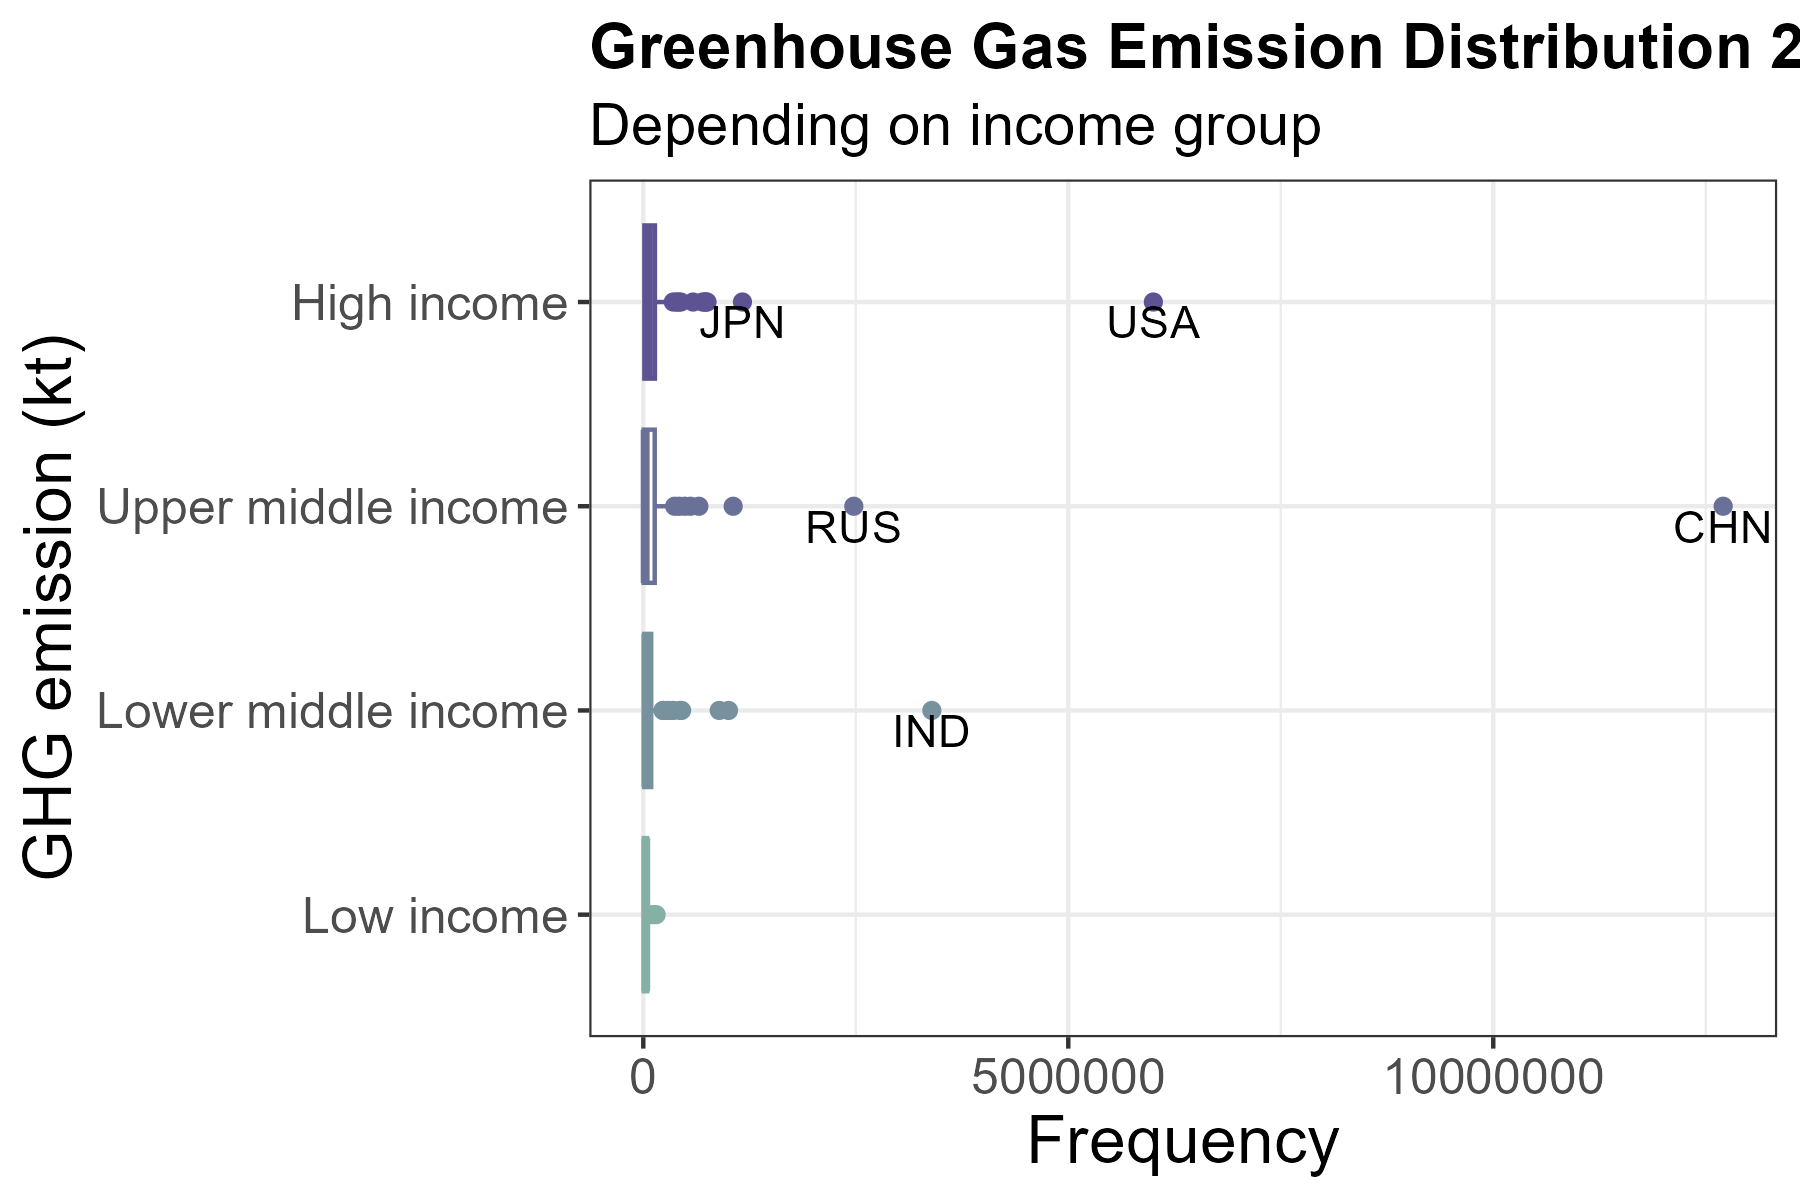 Greenhouse Gas Emission Distribution 2
Depending on income group
GHG emission (kt)
High income
JPN
USA
Upper middle income
RUS
CHN
Lower middle income
IND
Low income
0
5000000
10000000
Frequency